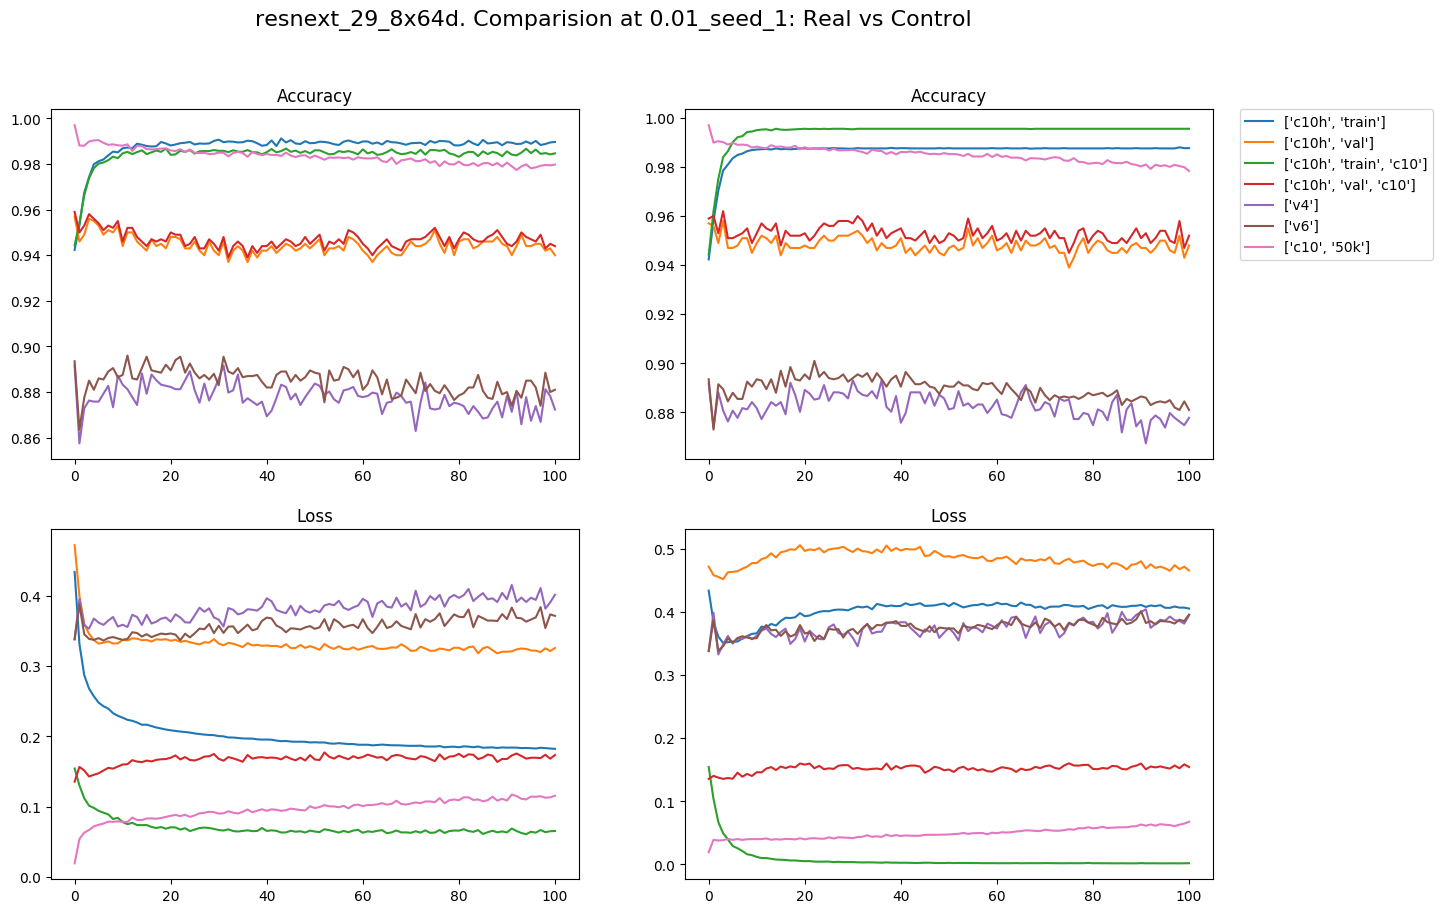 resnext_29_8x64d. Comparision at 0.01_seed_1: Real vs Control
Accuracy
1.00
0.98
0.96
0.94
0.92
0.90
0.88
0.86
0 20 40 60 80 100
Accuracy
1.00
0.98
0.96
0.94
0.92
0.90
0.88
0 20 40 60 80 100
['c10h', 'train']
['c10h', 'val']
['c10h', 'train', 'c10']
['c10h', 'val', 'c10']
['v4']
['v6']
['c10', '50k']
Loss
0.4
0.3
0.2
0.1
0.0
0 20 40 60 80 100
Loss
0.5
0.4
0.3
0.2
0.1
0.0
0 20 40 60 80 100